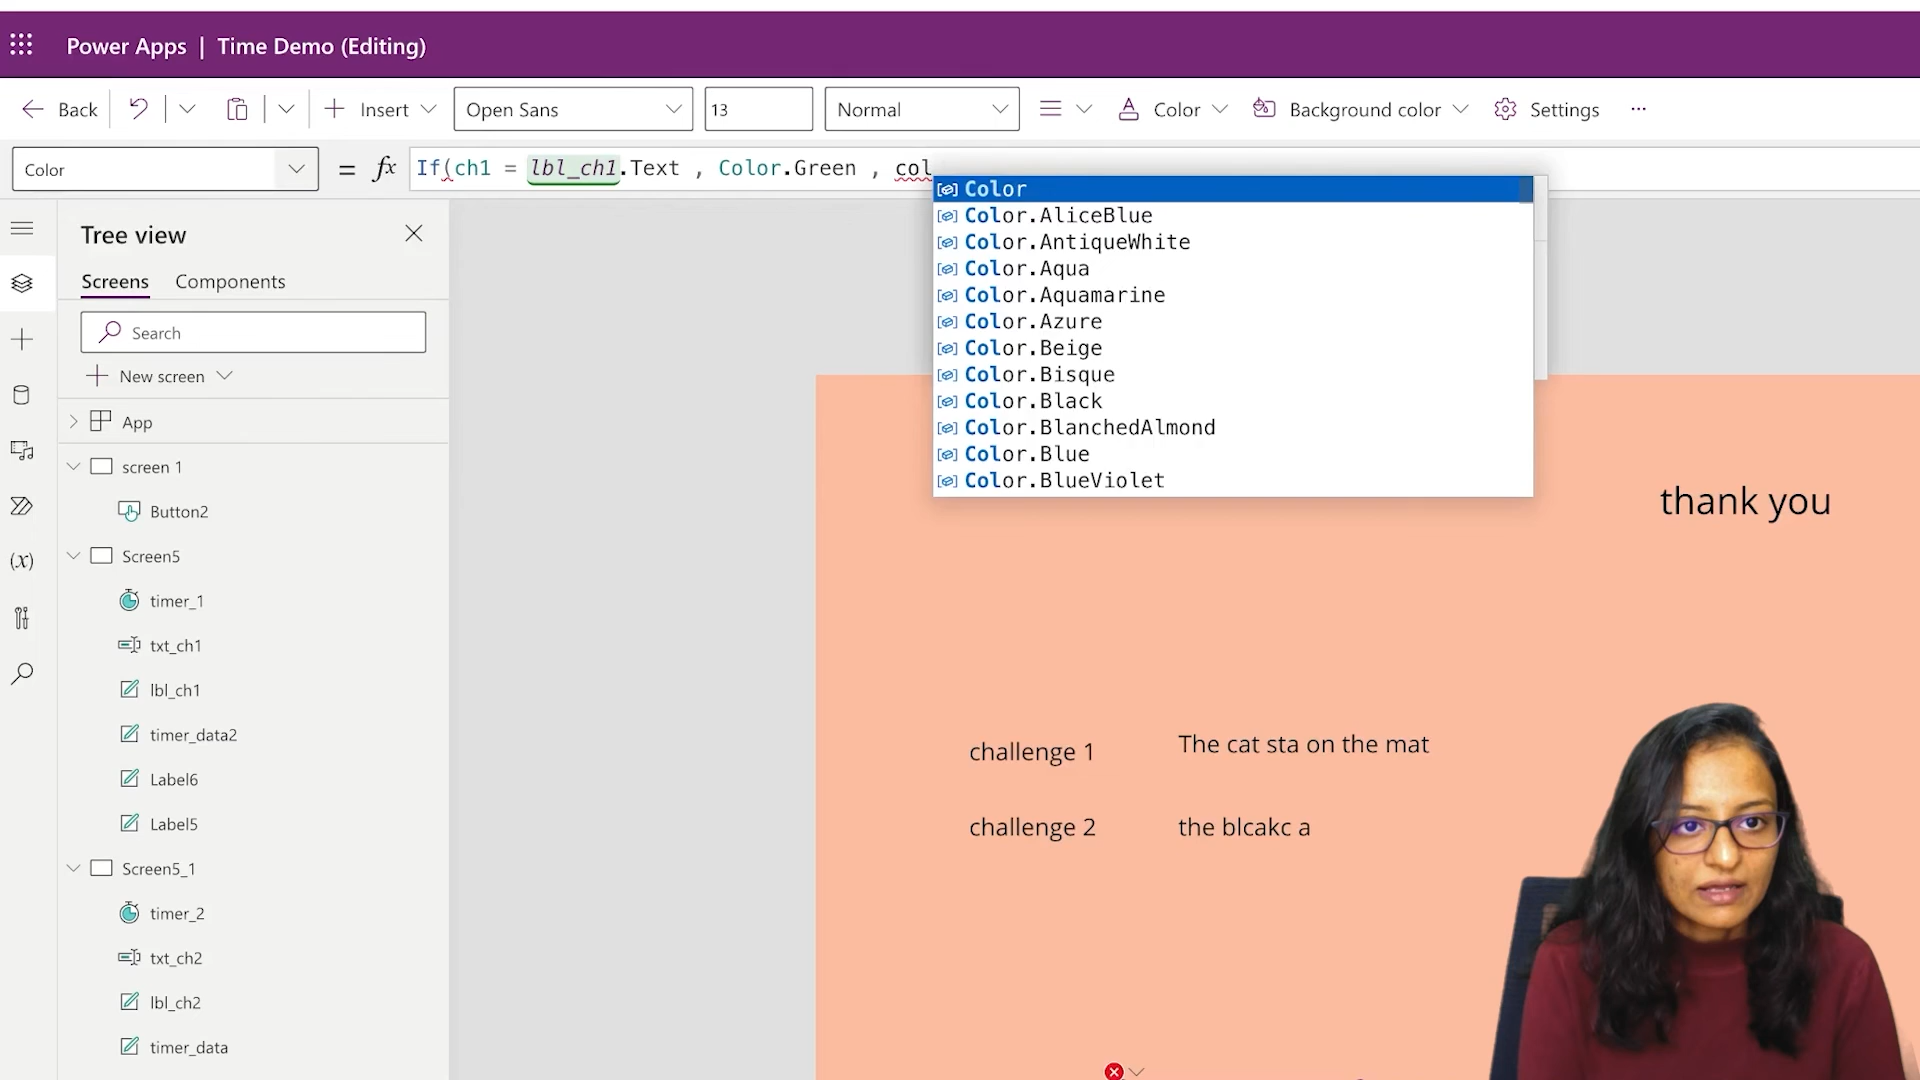 Power Apps | Time Demo (Editing)
Back Insert Open Sans 13 Normal Color Background color Settings ...
Color = fx If(ch1 = lbl_ch1.Text , Color.Green , col
Color
Color.AliceBlue
Color.AntiqueWhite
Color.Aqua
Color.Aquamarine
Color.Azure
Color.Beige
Color.Bisque
Color.Black
Color.BlanchedAlmond
Color.Blue
Color.BlueViolet
Tree view
Screens Components
Search
New screen
App
screen 1
Button2
Screen5
timer_1
txt_ch1
lbl_ch1
timer_data2
Label6
Label5
Screen5_1
timer_2
txt_ch2
lbl_ch2
timer_data
(x)
thank you
challenge 1 The cat sta on the mat
challenge 2 the blcakc a